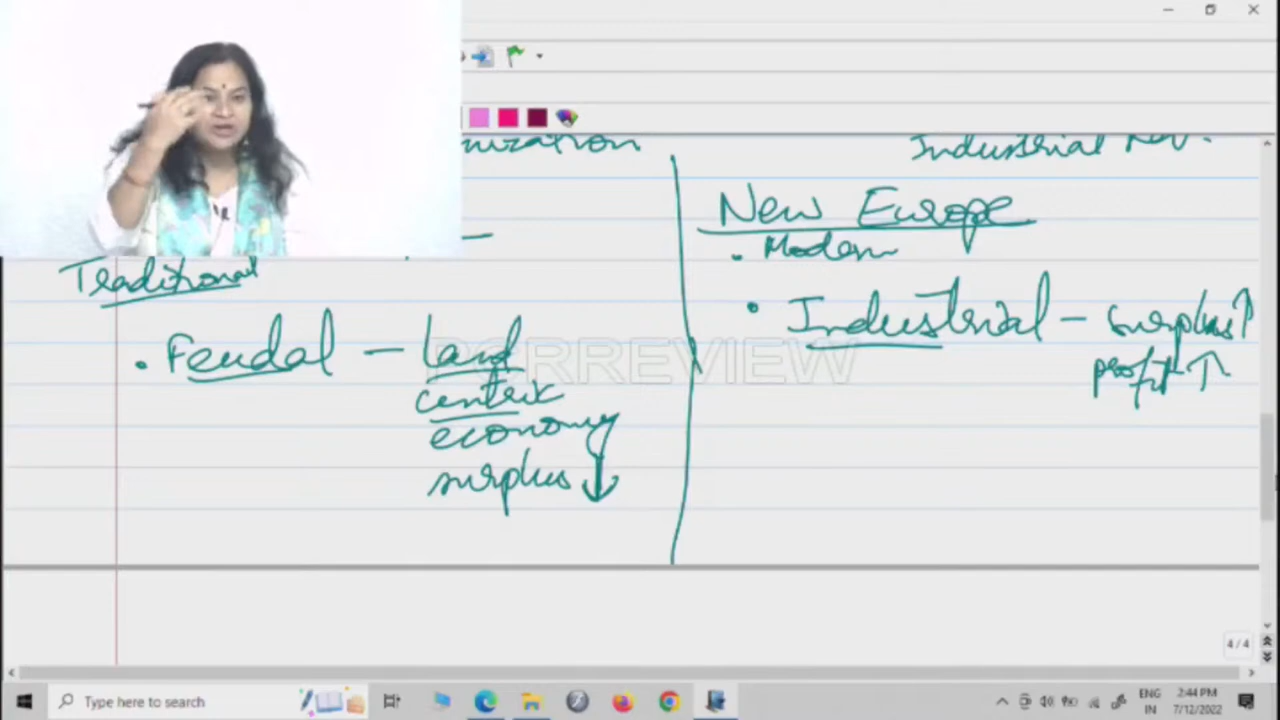 Industrial Rev.
New Europe
• Modern
Traditional
• Industrial — surplus ↑
profit ↑
• Feudal — land
centric
economy
surplus ↓
PCRREVIEW
4/4
Type here to search
ENG
IN
2:44 PM
7/12/2022